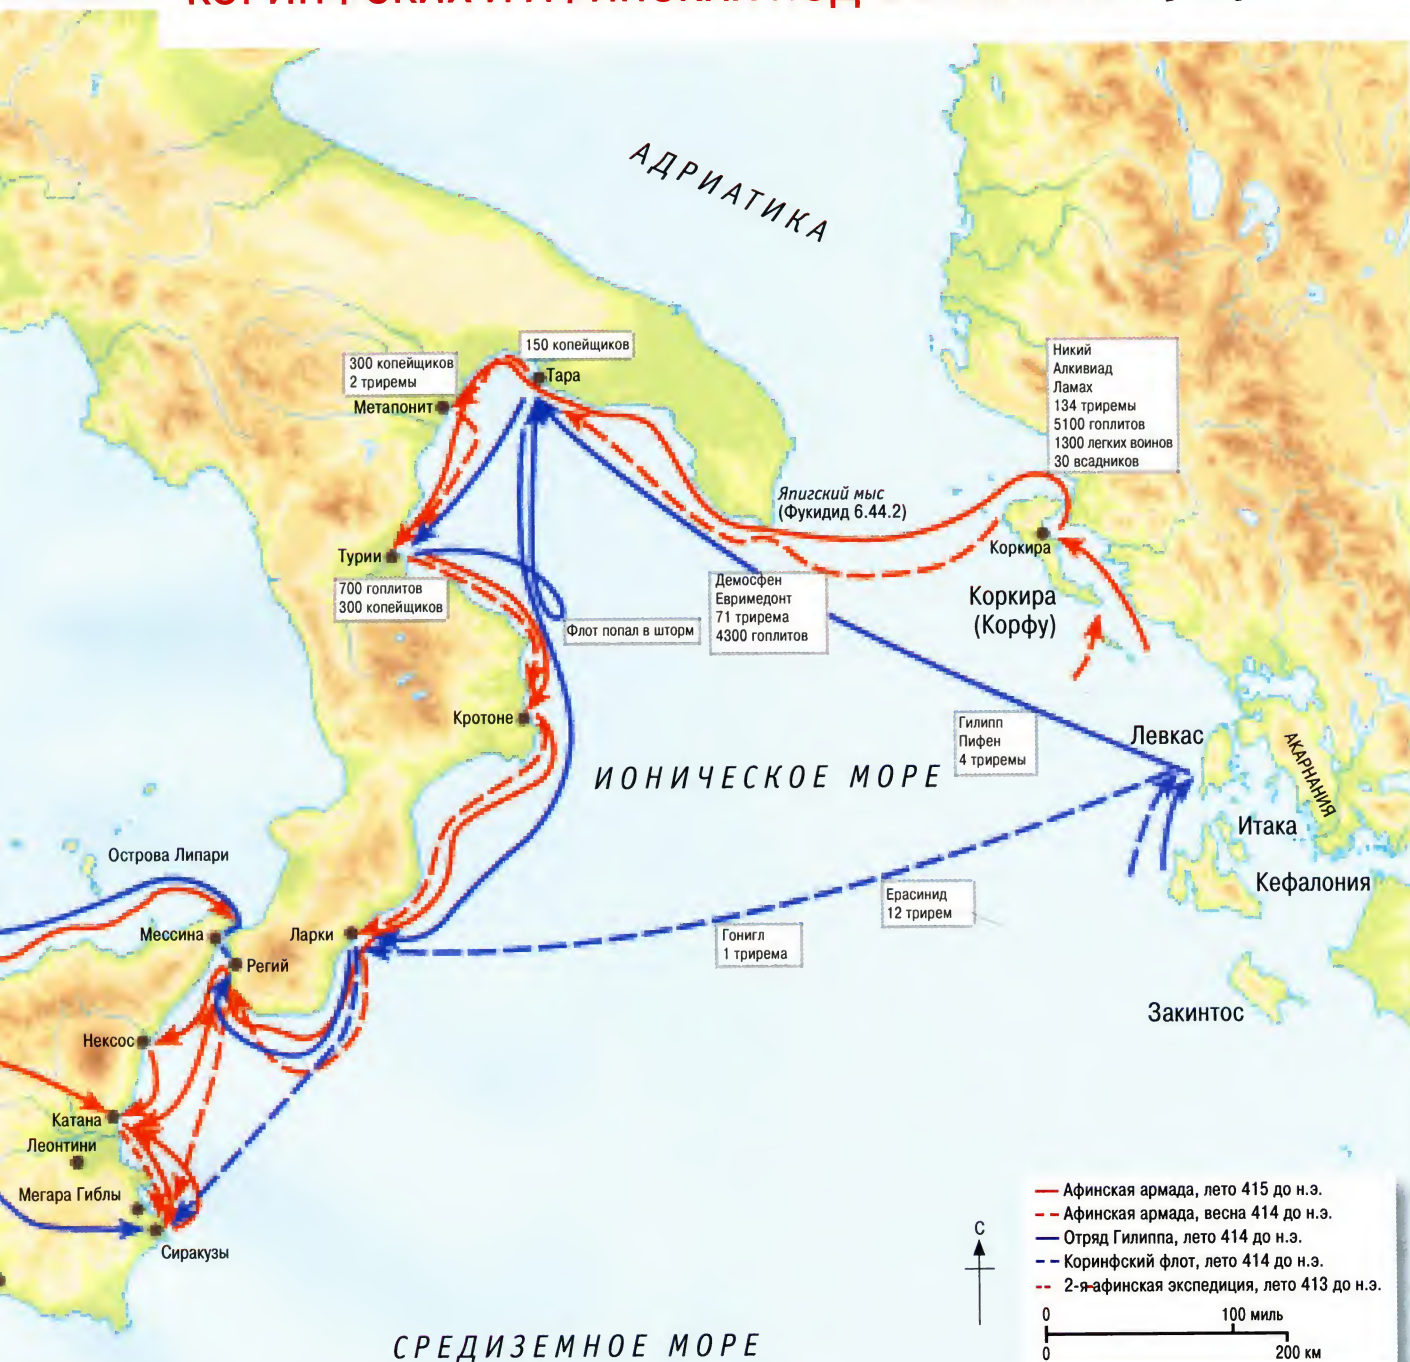 АДРИАТИКА
150 копейщиков
300 копейщиков
2 триремы
Тара
Метапонит
Никий
Алкивиад
Ламах
134 триремы
5100 гоплитов
1300 легких воинов
30 всадников
Япигский мыс
(Фукидид 6.44.2)
Коркира
Турии
700 гоплитов
300 копейщиков
Демосфен
Евримедонт
71 трирема
4300 гоплитов
Коркира
(Корфу)
Флот попал в шторм
Кротоне
Гилипп
Пифен
4 триремы
Левкас
АКАРНАНИЯ
ИОНИЧЕСКОЕ МОРЕ
Итака
Острова Липари
Кефалония
Ерасинид
12 трирем
Мессина
Ларки
Гонигл
1 трирема
Регий
Закинтос
Нексос
Катана
Леонтини
Мегара Гиблы
Сиракузы
С
Афинская армада, лето 415 до н.э.
Афинская армада, весна 414 до н.э.
Отряд Гилиппа, лето 414 до н.э.
Коринфский флот, лето 414 до н.э.
2-я афинская экспедиция, лето 413 до н.э.
0 100 миль
0 200 км
СРЕДИЗЕМНОЕ МОРЕ